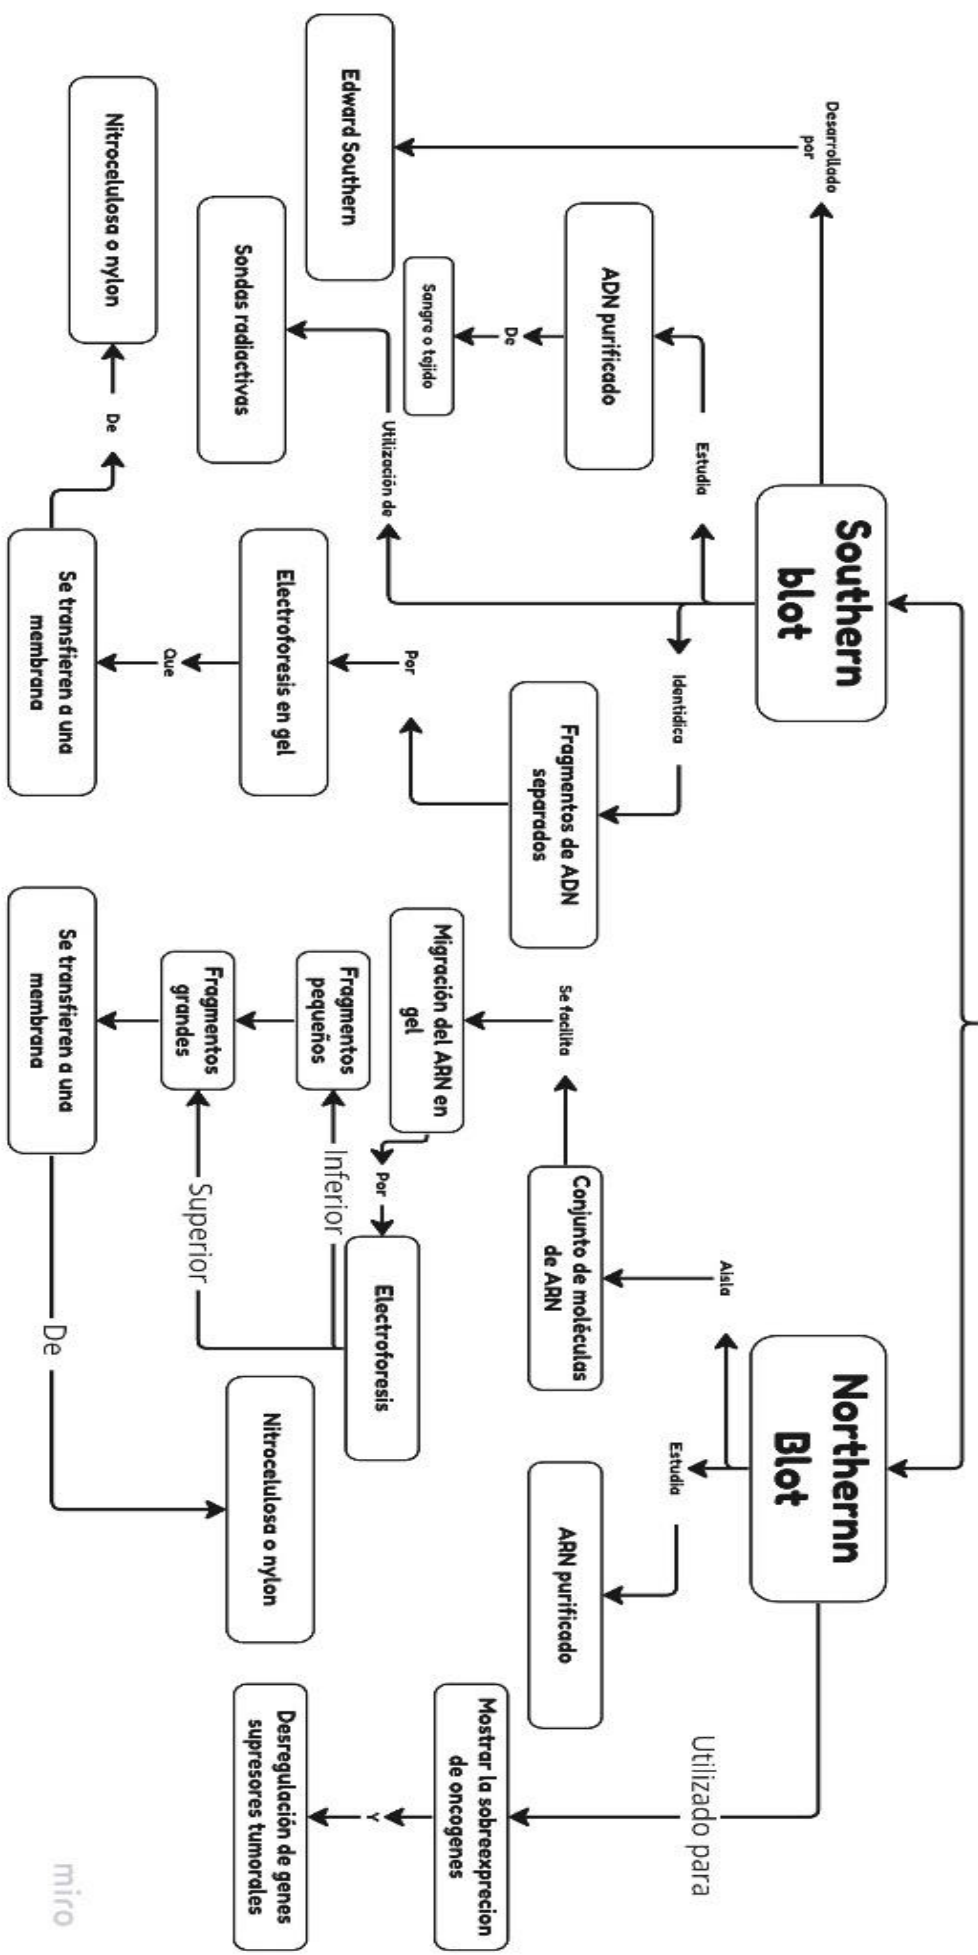 Southern
blot
Northernn
Blot
Desarrollado
por
Edward Southern
Estudia
ADN purificado
De
Sangre o tejido
Utilización de
Sondas radiactivas
Identidica
Fragmentos de ADN
separados
Por
Electroforesis en gel
Que
Se transfieren a una
membrana
De
Nitrocelulosa o nylon
Aisla
Conjunto de moléculas
de ARN
Se facilita
Migración del ARN en
gel
Por
Electroforesis
Inferior
Fragmentos
pequeños
Superior
Fragmentos
grandes
Se transfieren a una
membrana
De
Nitrocelulosa o nylon
Estudia
ARN purificado
Utilizado para
Mostrar la sobreexprecion
de oncogenes
Y
Desregulación de genes
supresores tumorales
miro